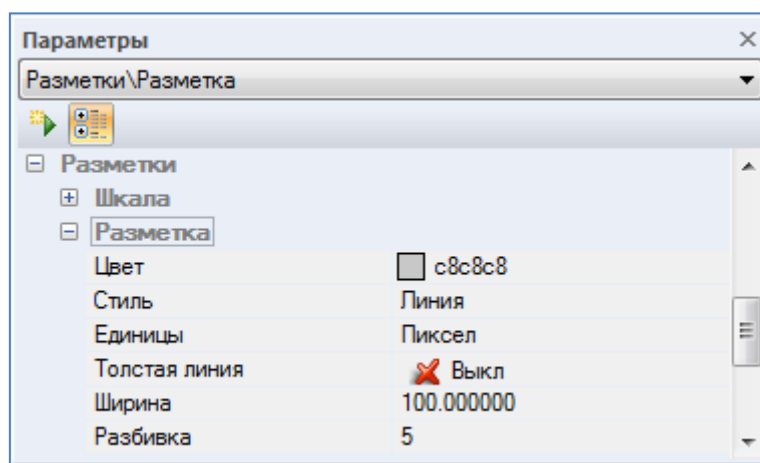 Параметры
Разметки\Разметка
Разметки
Шкала
Разметка
Цвет c8c8c8
Стиль Линия
Единицы Пиксел
Толстая линия Выкл
Ширина 100.000000
Разбивка 5